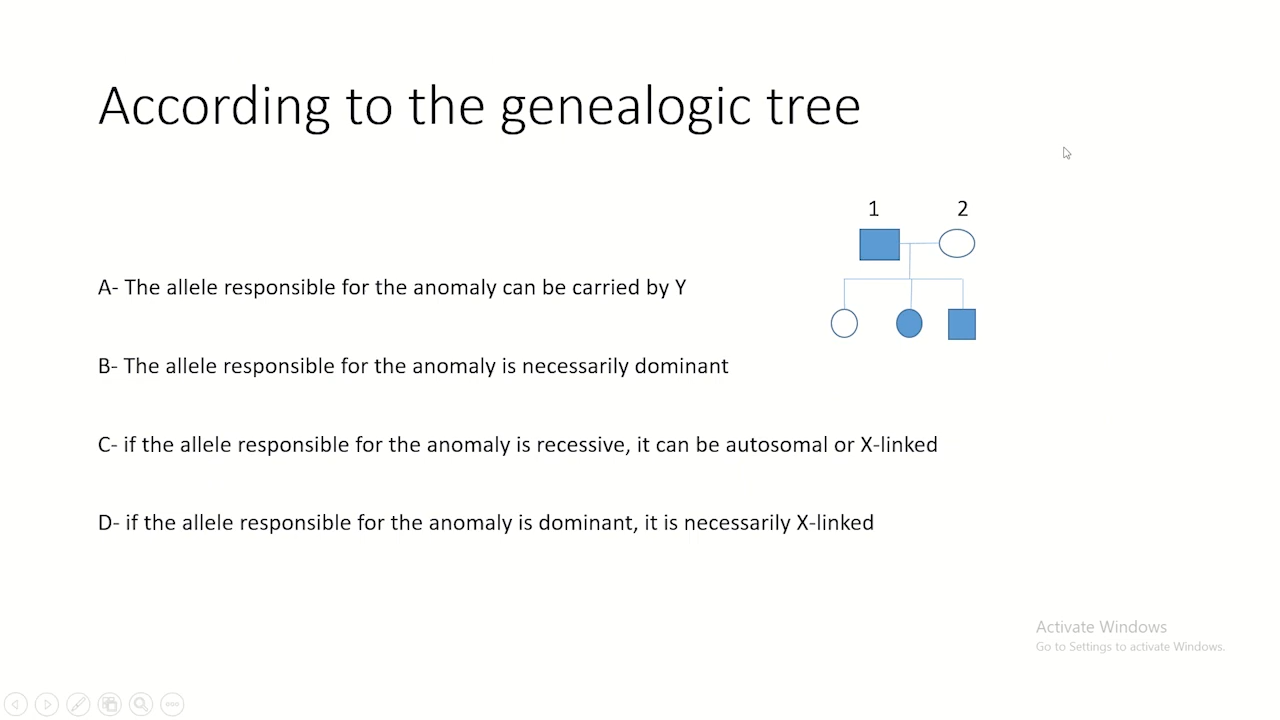 According to the genealogic tree
1 2
A- The allele responsible for the anomaly can be carried by Y
B- The allele responsible for the anomaly is necessarily dominant
C- if the allele responsible for the anomaly is recessive, it can be autosomal or X-linked
D- if the allele responsible for the anomaly is dominant, it is necessarily X-linked
Activate Windows
Go to Settings to activate Windows.